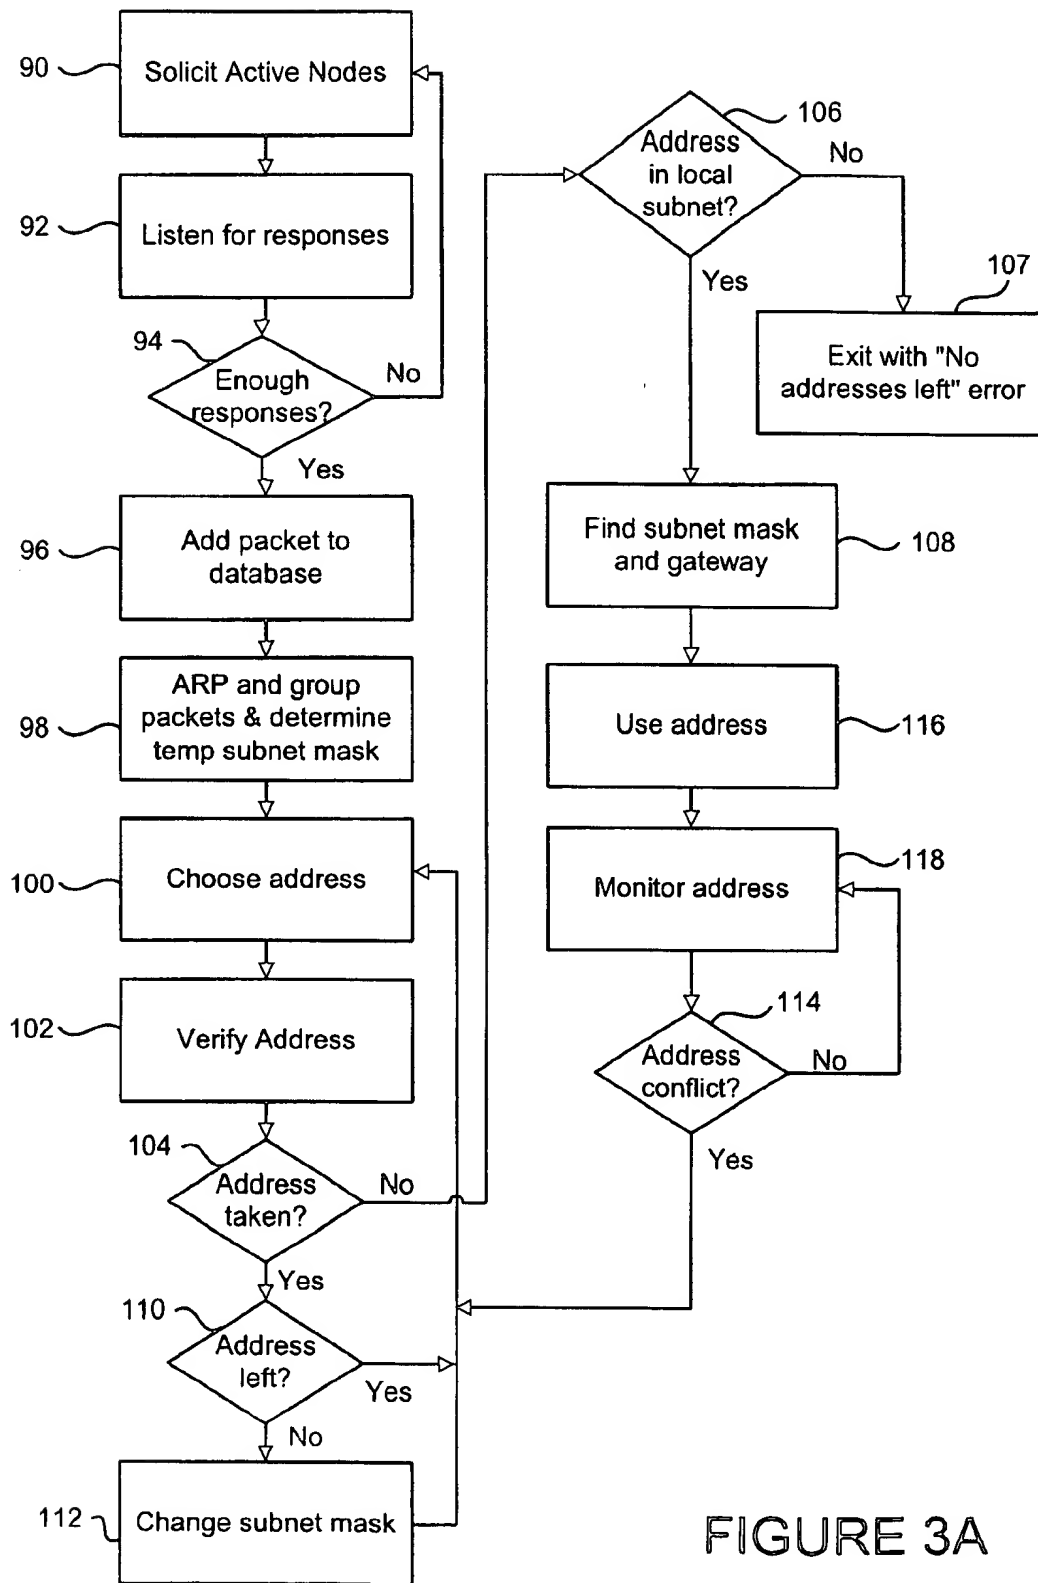 90
Solicit Active Nodes
92
Listen for responses
94
Enough
responses?
No
Yes
96
Add packet to
database
98
ARP and group
packets & determine
temp subnet mask
100
Choose address
102
Verify Address
104
Address
taken?
No
Yes
110
Address
left?
Yes
No
112
Change subnet mask
106
Address
in local
subnet?
No
Yes
107
Exit with "No
addresses left" error
Find subnet mask
and gateway
108
Use address
116
118
Monitor address
114
Address
conflict?
No
Yes
FIGURE 3A